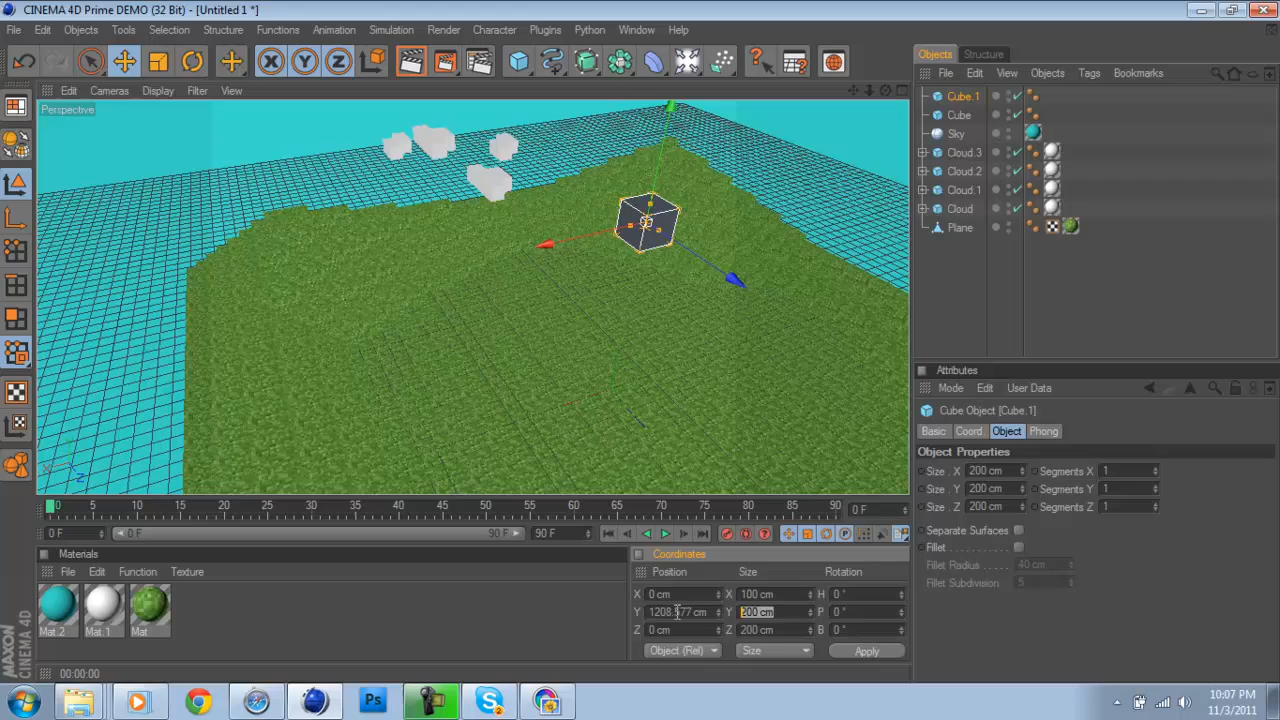 CINEMA 4D Prime DEMO (32 Bit) - [Untitled 1 *]
File Edit Objects Tools Selection Structure Functions Animation Simulation Render Character Plugins Python Window Help
Objects Structure
File Edit View Objects Tags Bookmarks
Edit Cameras Display Filter View
Perspective
Cube.1
Cube
Sky
Cloud.3
Cloud.2
Cloud.1
Cloud
Plane
X
Y
Z
X
Z
Attributes
Mode Edit User Data
Cube Object [Cube.1]
Basic Coord Object Phong
Object Properties
Size . X 200 cm Segments X 1
Size . Y 200 cm Segments Y 1
Size . Z 200 cm Segments Z 1
Separate Surfaces
Fillet
Fillet Radius 40 cm
Fillet Subdivision 5
0 5 10 15 20 25 30 35 40 45 50 55 60 65 70 75 80 85 90 0 F
0 F 0 F 90 F 90 F
Materials
File Edit Function Texture
Mat.2 Mat.1 Mat
Coordinates
Position Size Rotation
X 0 cm X 100 cm H 0 °
Y 1208. 77 cm Y 200 cm P 0 °
Z 0 cm Z 200 cm B 0 °
Object (Rel) Size Apply
MAXON
CINEMA 4D
00:00:00
Ps
10:07 PM
11/3/2011